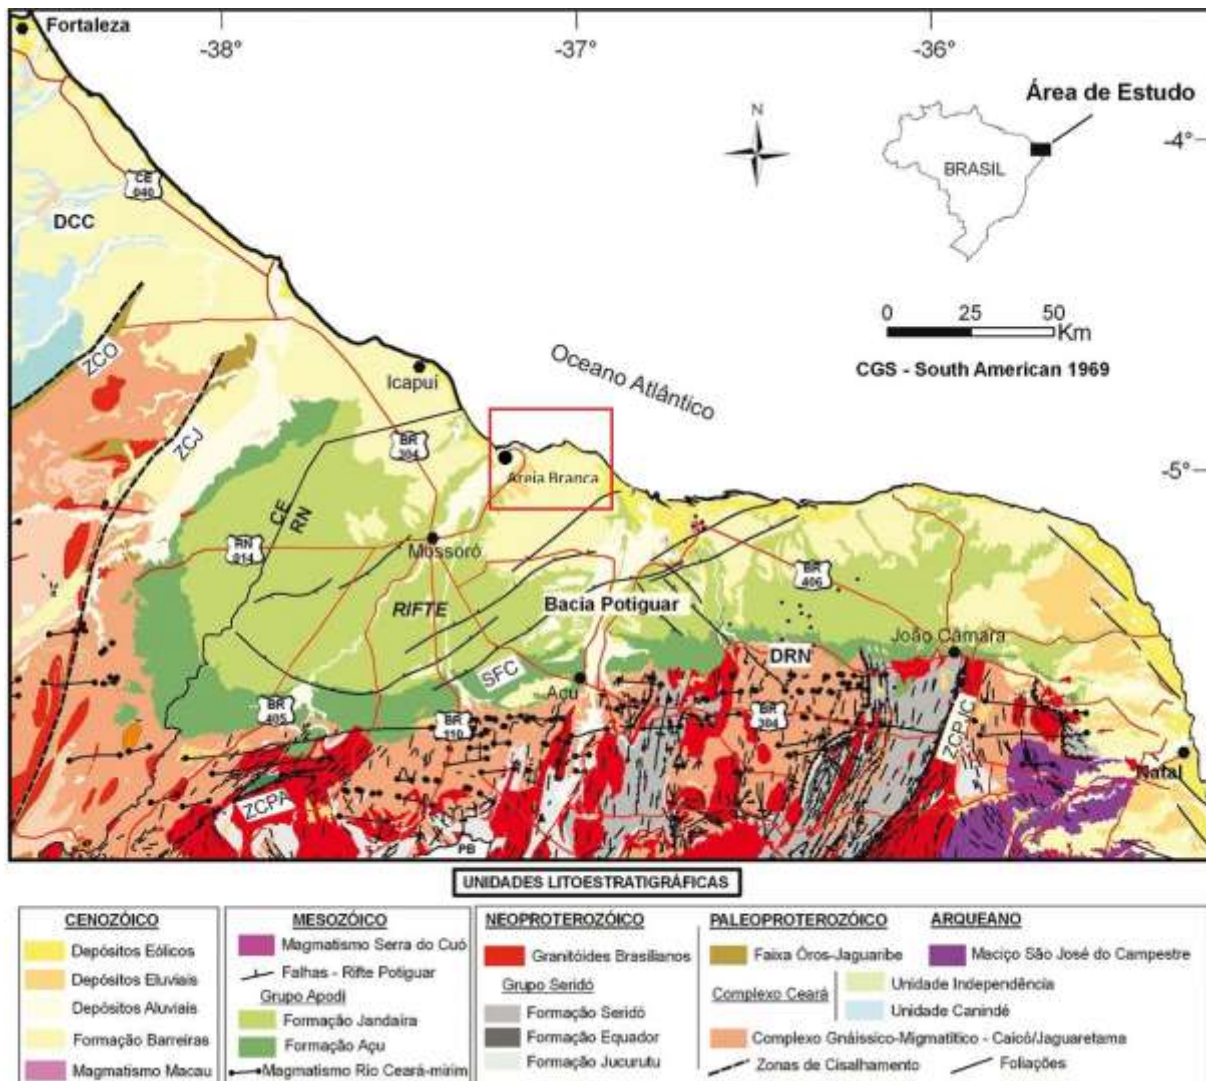 Fortaleza
-38°
-37°
-36°
Área de Estudo
N
BRASIL
-4°
CE
040
DCC
0 25 50
Km
CGS - South American 1969
Oceano Atlântico
ZCO
Icapuí
ZCJ
BR
304
Areia Branca
-5°
CE
RN
RN
014
Mossoró
RIFTE
Bacia Potiguar
BR
406
João Câmara
DRN
SFC
Açu
BR
405
BR
110
BR
304
ZCPJC
Natal
ZCPA
PB
UNIDADES LITOESTRATIGRÁFICAS
CENOZÓICO
Depósitos Eólicos
Depósitos Eluviais
Depósitos Aluviais
Formação Barreiras
Magmatismo Macau
MESOZÓICO
Magmatismo Serra do Cuó
Falhas - Rifte Potiguar
Grupo Apodi
Formação Jandaíra
Formação Açu
Magmatismo Rio Ceará-mirim
NEOPROTEROZÓICO
Granitóides Brasilianos
Grupo Seridó
Formação Seridó
Formação Equador
Formação Jucurutu
PALEOPROTEROZÓICO
Faixa Óros-Jaguaribe
Complexo Ceará
Unidade Independência
Unidade Canindé
Complexo Gnáissico-Migmatítico - Caicó/Jaguaretama
Zonas de Cisalhamento
Foliações
ARQUEANO
Maciço São José do Campestre